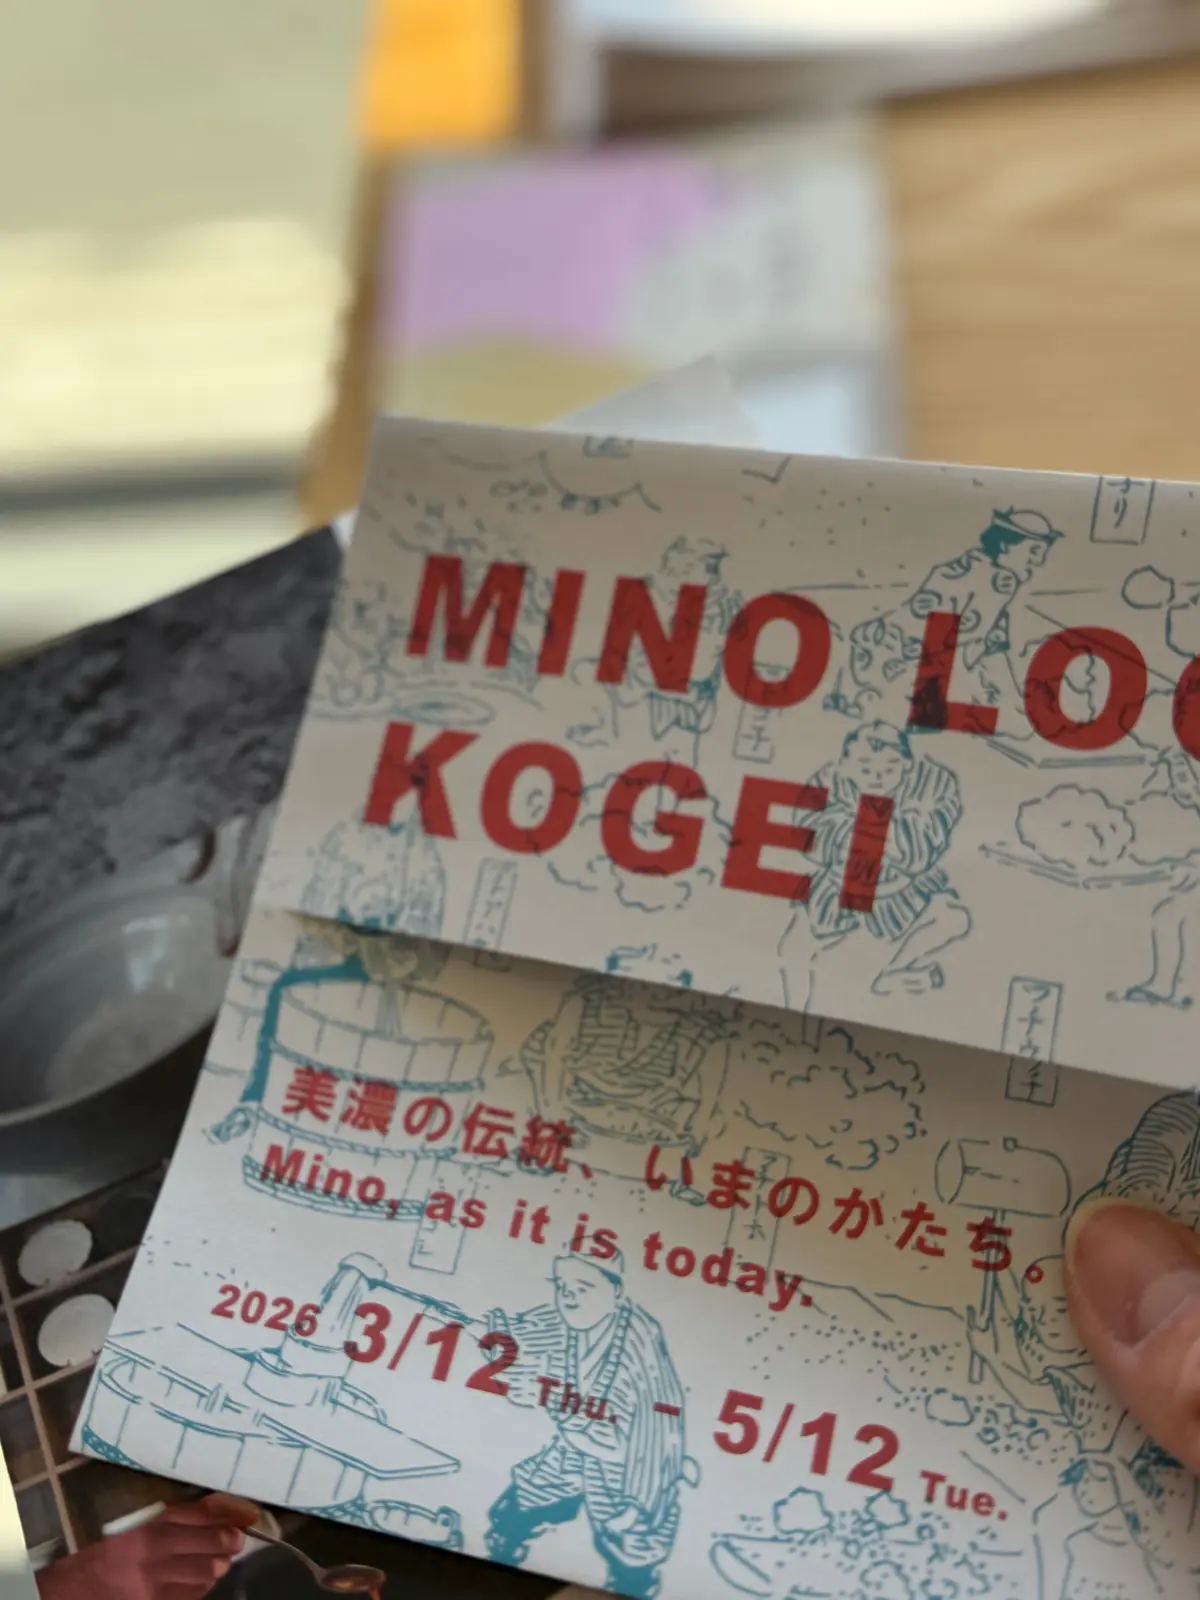 MINO LOC
KOGEI
美濃の伝統、いまのかたち。
Mino, as it is today.
2026 3/12 Thu. – 5/12 Tue.